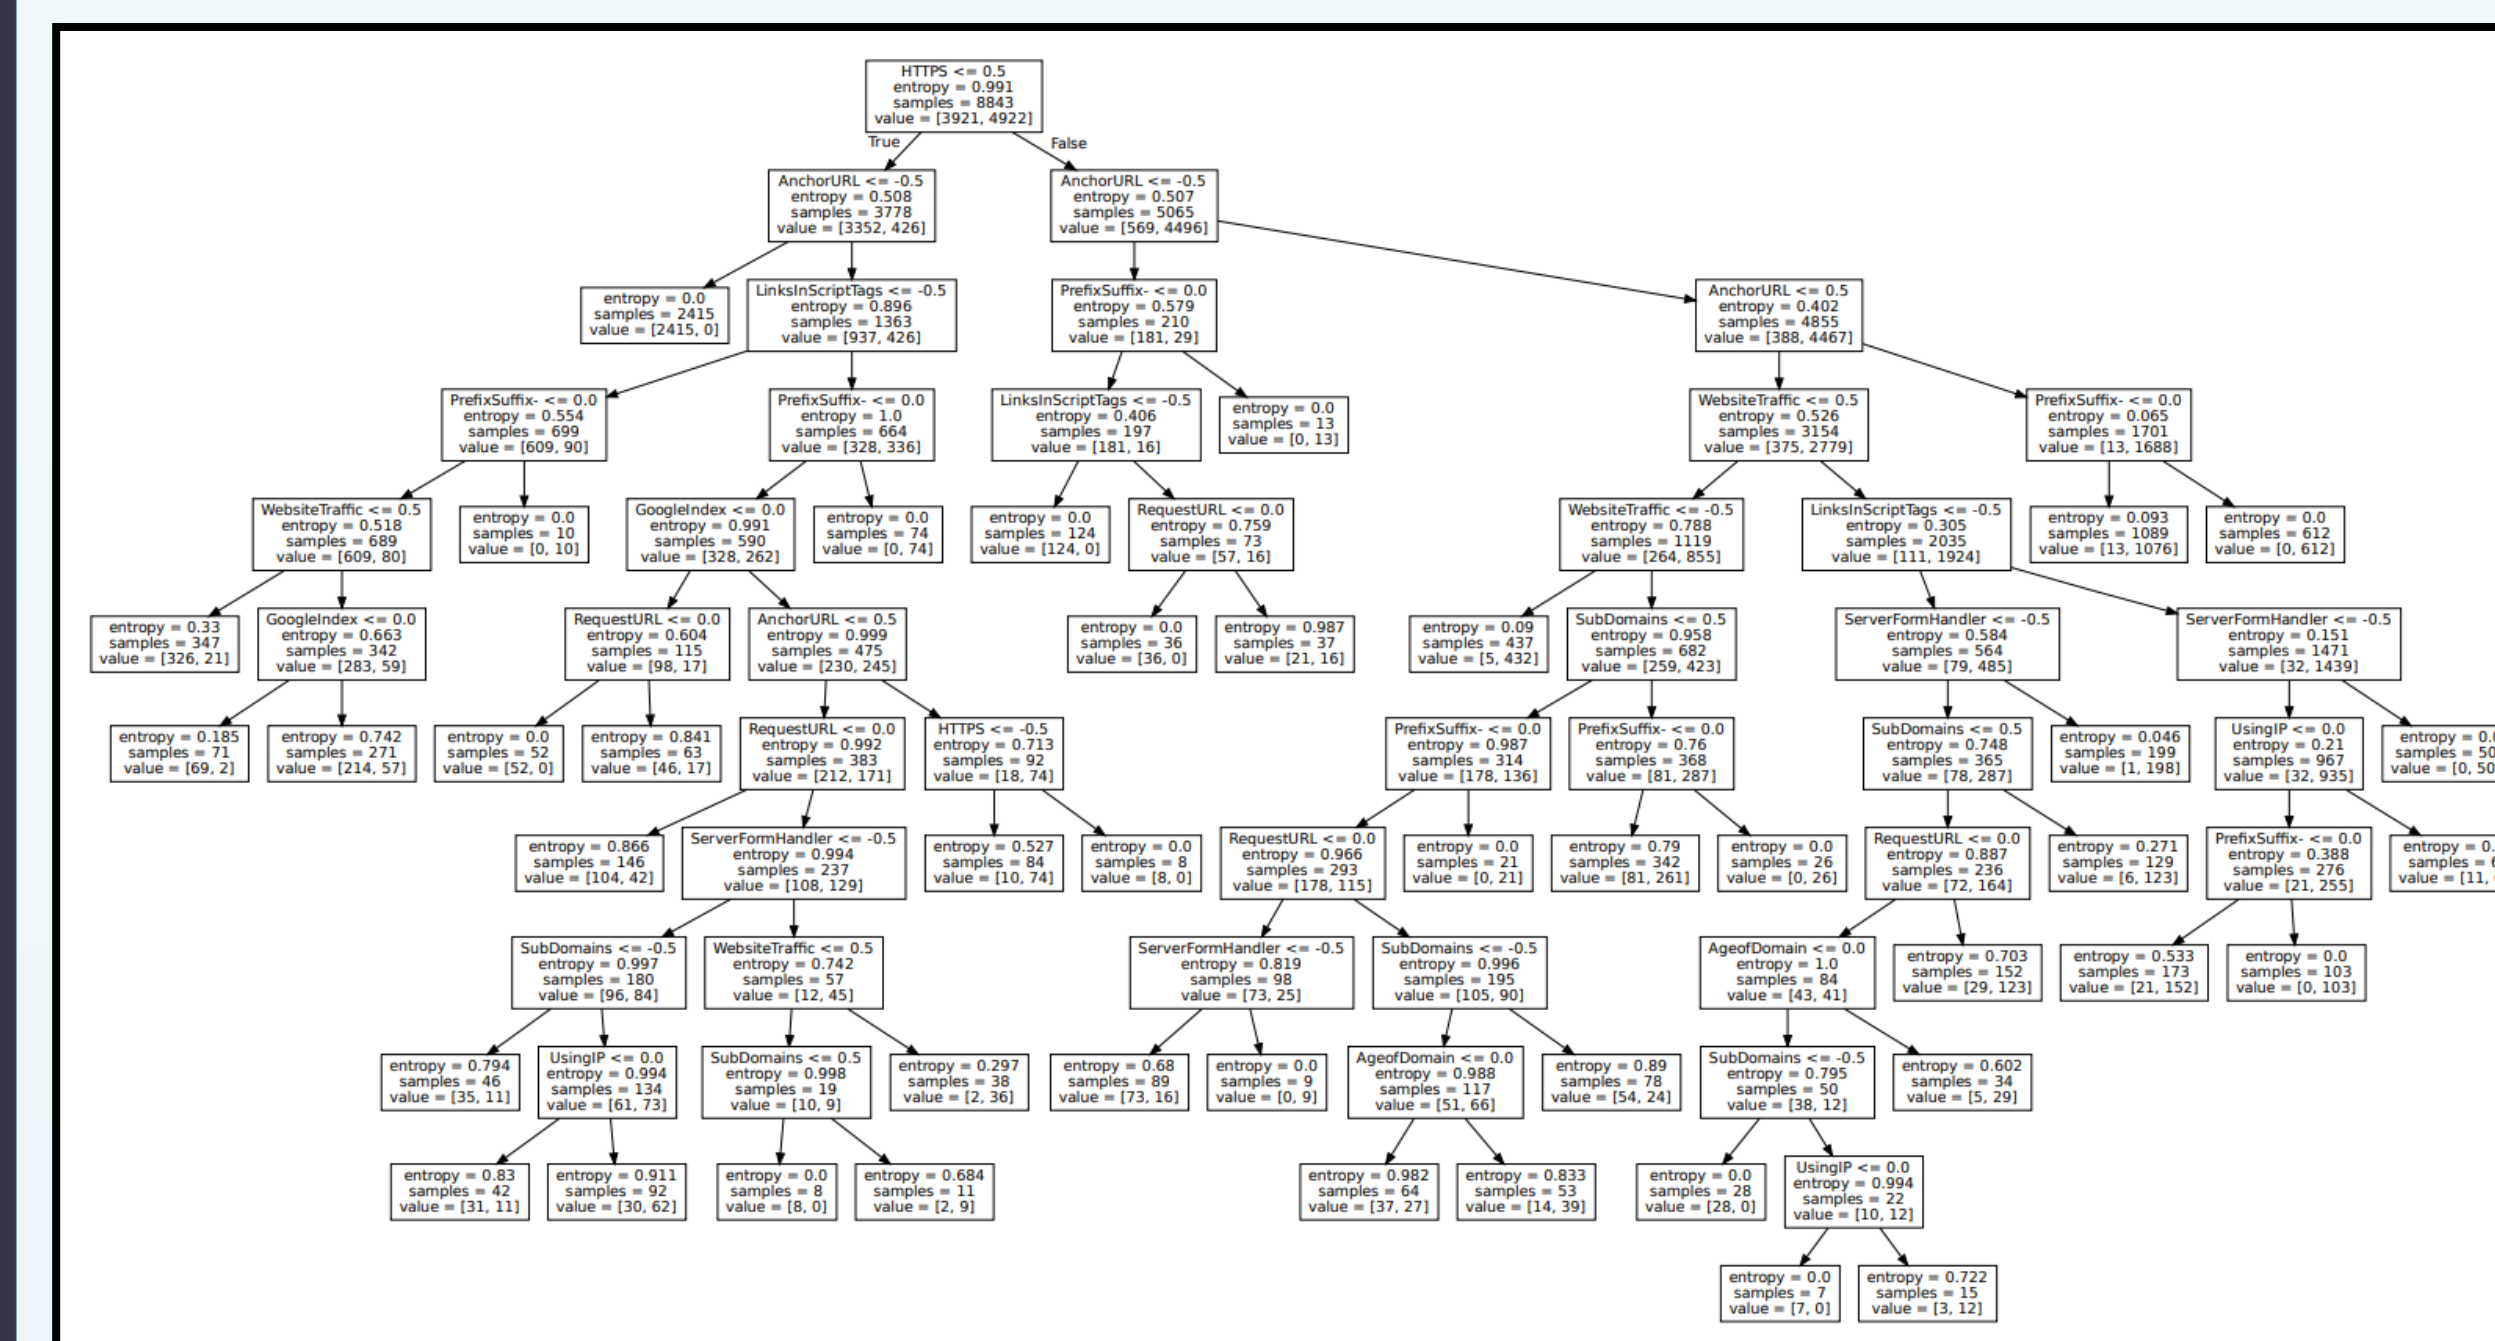 HTTPS <= 0.5
entropy = 0.991
samples = 8843
value = [3921, 4922]
True
False
AnchorURL <= -0.5
entropy = 0.508
samples = 3778
value = [3352, 426]
AnchorURL <= -0.5
entropy = 0.507
samples = 5065
value = [569, 4496]
entropy = 0.0
samples = 2415
value = [2415, 0]
LinksInScriptTags <= -0.5
entropy = 0.896
samples = 1363
value = [937, 426]
PrefixSuffix- <= 0.0
entropy = 0.579
samples = 210
value = [181, 29]
AnchorURL <= 0.5
entropy = 0.402
samples = 4855
value = [388, 4467]
PrefixSuffix- <= 0.0
entropy = 0.554
samples = 699
value = [609, 90]
PrefixSuffix- <= 0.0
entropy = 1.0
samples = 664
value = [328, 336]
LinksInScriptTags <= -0.5
entropy = 0.406
samples = 197
value = [181, 16]
entropy = 0.0
samples = 13
value = [0, 13]
WebsiteTraffic <= 0.5
entropy = 0.526
samples = 3154
value = [375, 2779]
PrefixSuffix- <= 0.0
entropy = 0.065
samples = 1701
value = [13, 1688]
WebsiteTraffic <= 0.5
entropy = 0.518
samples = 689
value = [609, 80]
entropy = 0.0
samples = 10
value = [0, 10]
GoogleIndex <= 0.0
entropy = 0.991
samples = 590
value = [328, 262]
entropy = 0.0
samples = 74
value = [0, 74]
entropy = 0.0
samples = 124
value = [124, 0]
RequestURL <= 0.0
entropy = 0.759
samples = 73
value = [57, 16]
WebsiteTraffic <= -0.5
entropy = 0.788
samples = 1119
value = [264, 855]
LinksInScriptTags <= -0.5
entropy = 0.305
samples = 2035
value = [111, 1924]
entropy = 0.093
samples = 1089
value = [13, 1076]
entropy = 0.0
samples = 612
value = [0, 612]
entropy = 0.33
samples = 347
value = [326, 21]
GoogleIndex <= 0.0
entropy = 0.663
samples = 342
value = [283, 59]
RequestURL <= 0.0
entropy = 0.604
samples = 115
value = [98, 17]
AnchorURL <= 0.5
entropy = 0.999
samples = 475
value = [230, 245]
entropy = 0.0
samples = 36
value = [36, 0]
entropy = 0.987
samples = 37
value = [21, 16]
entropy = 0.09
samples = 437
value = [5, 432]
SubDomains <= 0.5
entropy = 0.958
samples = 682
value = [259, 423]
ServerFormHandler <= -0.5
entropy = 0.584
samples = 564
value = [79, 485]
ServerFormHandler <= -0.5
entropy = 0.151
samples = 1471
value = [32, 1439]
entropy = 0.185
samples = 71
value = [69, 2]
entropy = 0.742
samples = 271
value = [214, 57]
entropy = 0.0
samples = 52
value = [52, 0]
entropy = 0.841
samples = 63
value = [46, 17]
RequestURL <= 0.0
entropy = 0.992
samples = 383
value = [212, 171]
HTTPS <= -0.5
entropy = 0.713
samples = 92
value = [18, 74]
PrefixSuffix- <= 0.0
entropy = 0.987
samples = 314
value = [178, 136]
PrefixSuffix- <= 0.0
entropy = 0.76
samples = 368
value = [81, 287]
SubDomains <= 0.5
entropy = 0.748
samples = 365
value = [78, 287]
entropy = 0.046
samples = 199
value = [1, 198]
UsingIP <= 0.0
entropy = 0.21
samples = 967
value = [32, 935]
entropy =
samples =
value = [0,
entropy = 0.866
samples = 146
value = [104, 42]
ServerFormHandler <= -0.5
entropy = 0.994
samples = 237
value = [108, 129]
entropy = 0.527
samples = 84
value = [10, 74]
entropy = 0.0
samples = 8
value = [8, 0]
RequestURL <= 0.0
entropy = 0.966
samples = 293
value = [178, 115]
entropy = 0.0
samples = 21
value = [0, 21]
entropy = 0.79
samples = 342
value = [81, 261]
entropy = 0.0
samples = 26
value = [0, 26]
RequestURL <= 0.0
entropy = 0.887
samples = 236
value = [72, 164]
entropy = 0.271
samples = 129
value = [6, 123]
PrefixSuffix- <= 0.0
entropy = 0.388
samples = 276
value = [21, 255]
entropy =
samples =
value = [11,
SubDomains <= -0.5
entropy = 0.997
samples = 180
value = [96, 84]
WebsiteTraffic <= 0.5
entropy = 0.742
samples = 57
value = [12, 45]
ServerFormHandler <= -0.5
entropy = 0.819
samples = 98
value = [73, 25]
SubDomains <= -0.5
entropy = 0.996
samples = 195
value = [105, 90]
AgeofDomain <= 0.0
entropy = 1.0
samples = 84
value = [43, 41]
entropy = 0.703
samples = 152
value = [29, 123]
entropy = 0.533
samples = 173
value = [21, 152]
entropy = 0.0
samples = 103
value = [0, 103]
entropy = 0.794
samples = 46
value = [35, 11]
UsingIP <= 0.0
entropy = 0.994
samples = 134
value = [61, 73]
SubDomains <= 0.5
entropy = 0.998
samples = 19
value = [10, 9]
entropy = 0.297
samples = 38
value = [2, 36]
entropy = 0.68
samples = 89
value = [73, 16]
entropy = 0.0
samples = 9
value = [0, 9]
AgeofDomain <= 0.0
entropy = 0.988
samples = 117
value = [51, 66]
entropy = 0.89
samples = 78
value = [54, 24]
SubDomains <= -0.5
entropy = 0.795
samples = 50
value = [38, 12]
entropy = 0.602
samples = 34
value = [5, 29]
entropy = 0.83
samples = 42
value = [31, 11]
entropy = 0.911
samples = 92
value = [30, 62]
entropy = 0.0
samples = 8
value = [8, 0]
entropy = 0.684
samples = 11
value = [2, 9]
entropy = 0.982
samples = 64
value = [37, 27]
entropy = 0.833
samples = 53
value = [14, 39]
entropy = 0.0
samples = 28
value = [28, 0]
UsingIP <= 0.0
entropy = 0.994
samples = 22
value = [10, 12]
entropy = 0.0
samples = 7
value = [7, 0]
entropy = 0.722
samples = 15
value = [3, 12]